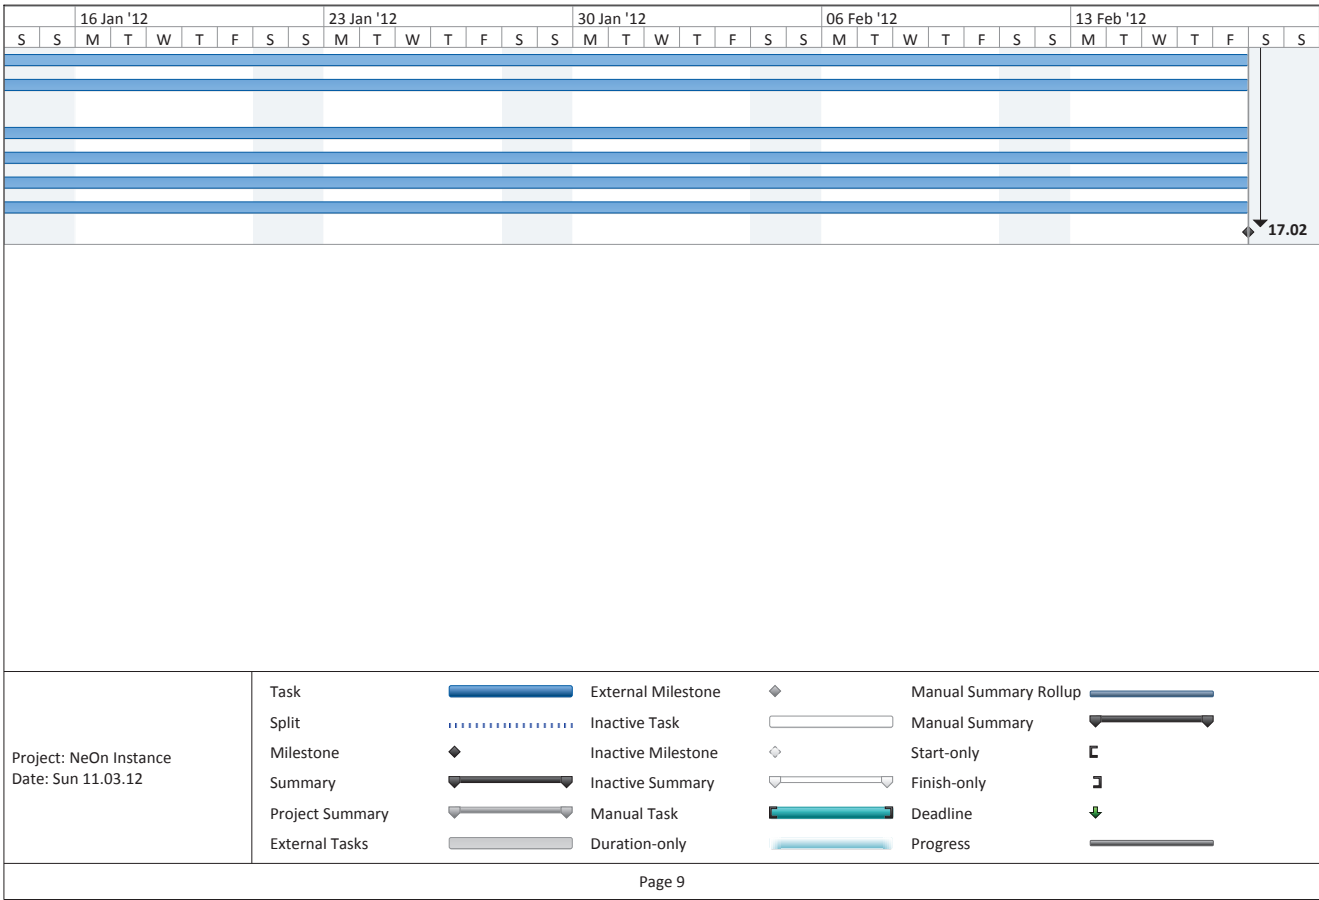 16 Jan '12 23 Jan '12 30 Jan '12 06 Feb '12 13 Feb '12
S S M T W T F S S M T W T F S S M T W T F S S M T W T F S S M T W T F S S
17.02
Project: NeOn Instance
Date: Sun 11.03.12
Task
Split
Milestone
Summary
Project Summary
External Tasks
External Milestone
Inactive Task
Inactive Milestone
Inactive Summary
Manual Task
Duration-only
Manual Summary Rollup
Manual Summary
Start-only
Finish-only
Deadline
Progress
Page 9